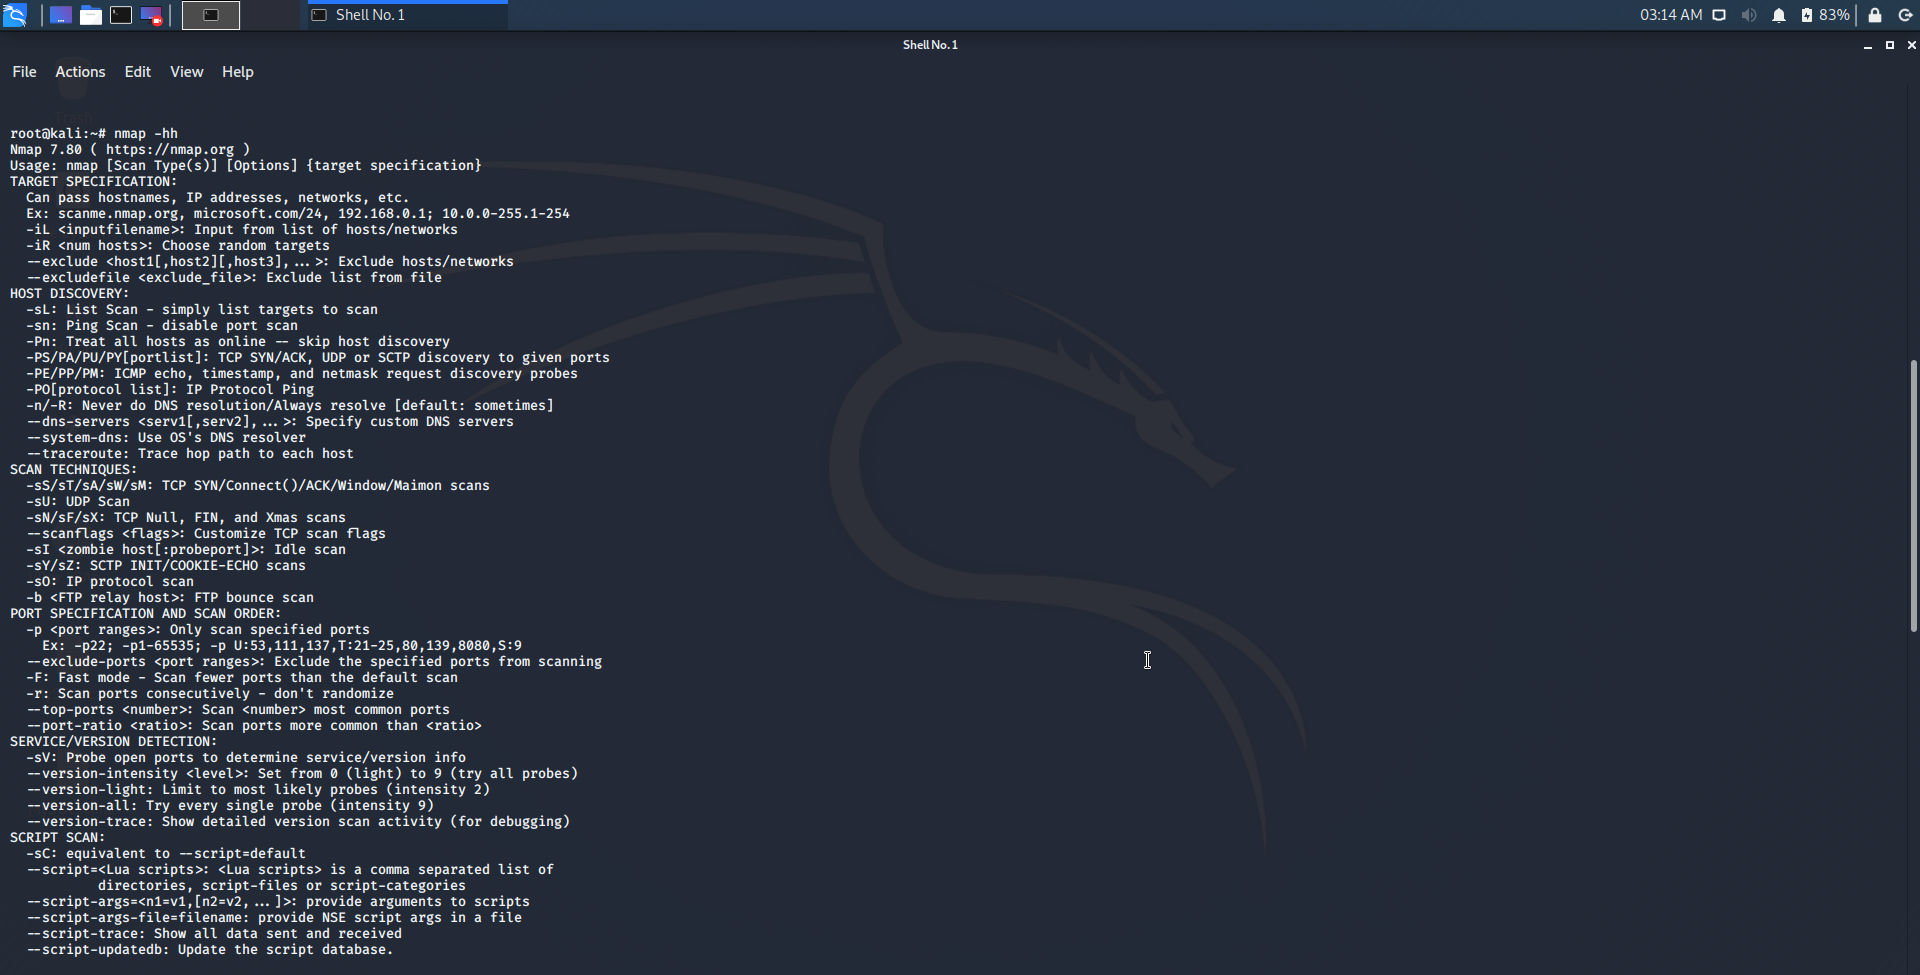 Shell No. 1
03:14 AM
83%
Shell No. 1
File Actions Edit View Help
root@kali:~# nmap -hh
Nmap 7.80 ( https://nmap.org )
Usage: nmap [Scan Type(s)] [Options] {target specification}
TARGET SPECIFICATION:
  Can pass hostnames, IP addresses, networks, etc.
  Ex: scanme.nmap.org, microsoft.com/24, 192.168.0.1; 10.0.0-255.1-254
  -iL <inputfilename>: Input from list of hosts/networks
  -iR <num hosts>: Choose random targets
  --exclude <host1[,host2][,host3],...>: Exclude hosts/networks
  --excludefile <exclude_file>: Exclude list from file
HOST DISCOVERY:
  -sL: List Scan - simply list targets to scan
  -sn: Ping Scan - disable port scan
  -Pn: Treat all hosts as online -- skip host discovery
  -PS/PA/PU/PY[portlist]: TCP SYN/ACK, UDP or SCTP discovery to given ports
  -PE/PP/PM: ICMP echo, timestamp, and netmask request discovery probes
  -PO[protocol list]: IP Protocol Ping
  -n/-R: Never do DNS resolution/Always resolve [default: sometimes]
  --dns-servers <serv1[,serv2],...>: Specify custom DNS servers
  --system-dns: Use OS's DNS resolver
  --traceroute: Trace hop path to each host
SCAN TECHNIQUES:
  -sS/sT/sA/sW/sM: TCP SYN/Connect()/ACK/Window/Maimon scans
  -sU: UDP Scan
  -sN/sF/sX: TCP Null, FIN, and Xmas scans
  --scanflags <flags>: Customize TCP scan flags
  -sI <zombie host[:probeport]>: Idle scan
  -sY/sZ: SCTP INIT/COOKIE-ECHO scans
  -sO: IP protocol scan
  -b <FTP relay host>: FTP bounce scan
PORT SPECIFICATION AND SCAN ORDER:
  -p <port ranges>: Only scan specified ports
    Ex: -p22; -p1-65535; -p U:53,111,137,T:21-25,80,139,8080,S:9
  --exclude-ports <port ranges>: Exclude the specified ports from scanning
  -F: Fast mode - Scan fewer ports than the default scan
  -r: Scan ports consecutively - don't randomize
  --top-ports <number>: Scan <number> most common ports
  --port-ratio <ratio>: Scan ports more common than <ratio>
SERVICE/VERSION DETECTION:
  -sV: Probe open ports to determine service/version info
  --version-intensity <level>: Set from 0 (light) to 9 (try all probes)
  --version-light: Limit to most likely probes (intensity 2)
  --version-all: Try every single probe (intensity 9)
  --version-trace: Show detailed version scan activity (for debugging)
SCRIPT SCAN:
  -sC: equivalent to --script=default
  --script=<Lua scripts>: <Lua scripts> is a comma separated list of
           directories, script-files or script-categories
  --script-args=<n1=v1,[n2=v2,...]>: provide arguments to scripts
  --script-args-file=filename: provide NSE script args in a file
  --script-trace: Show all data sent and received
  --script-updatedb: Update the script database.